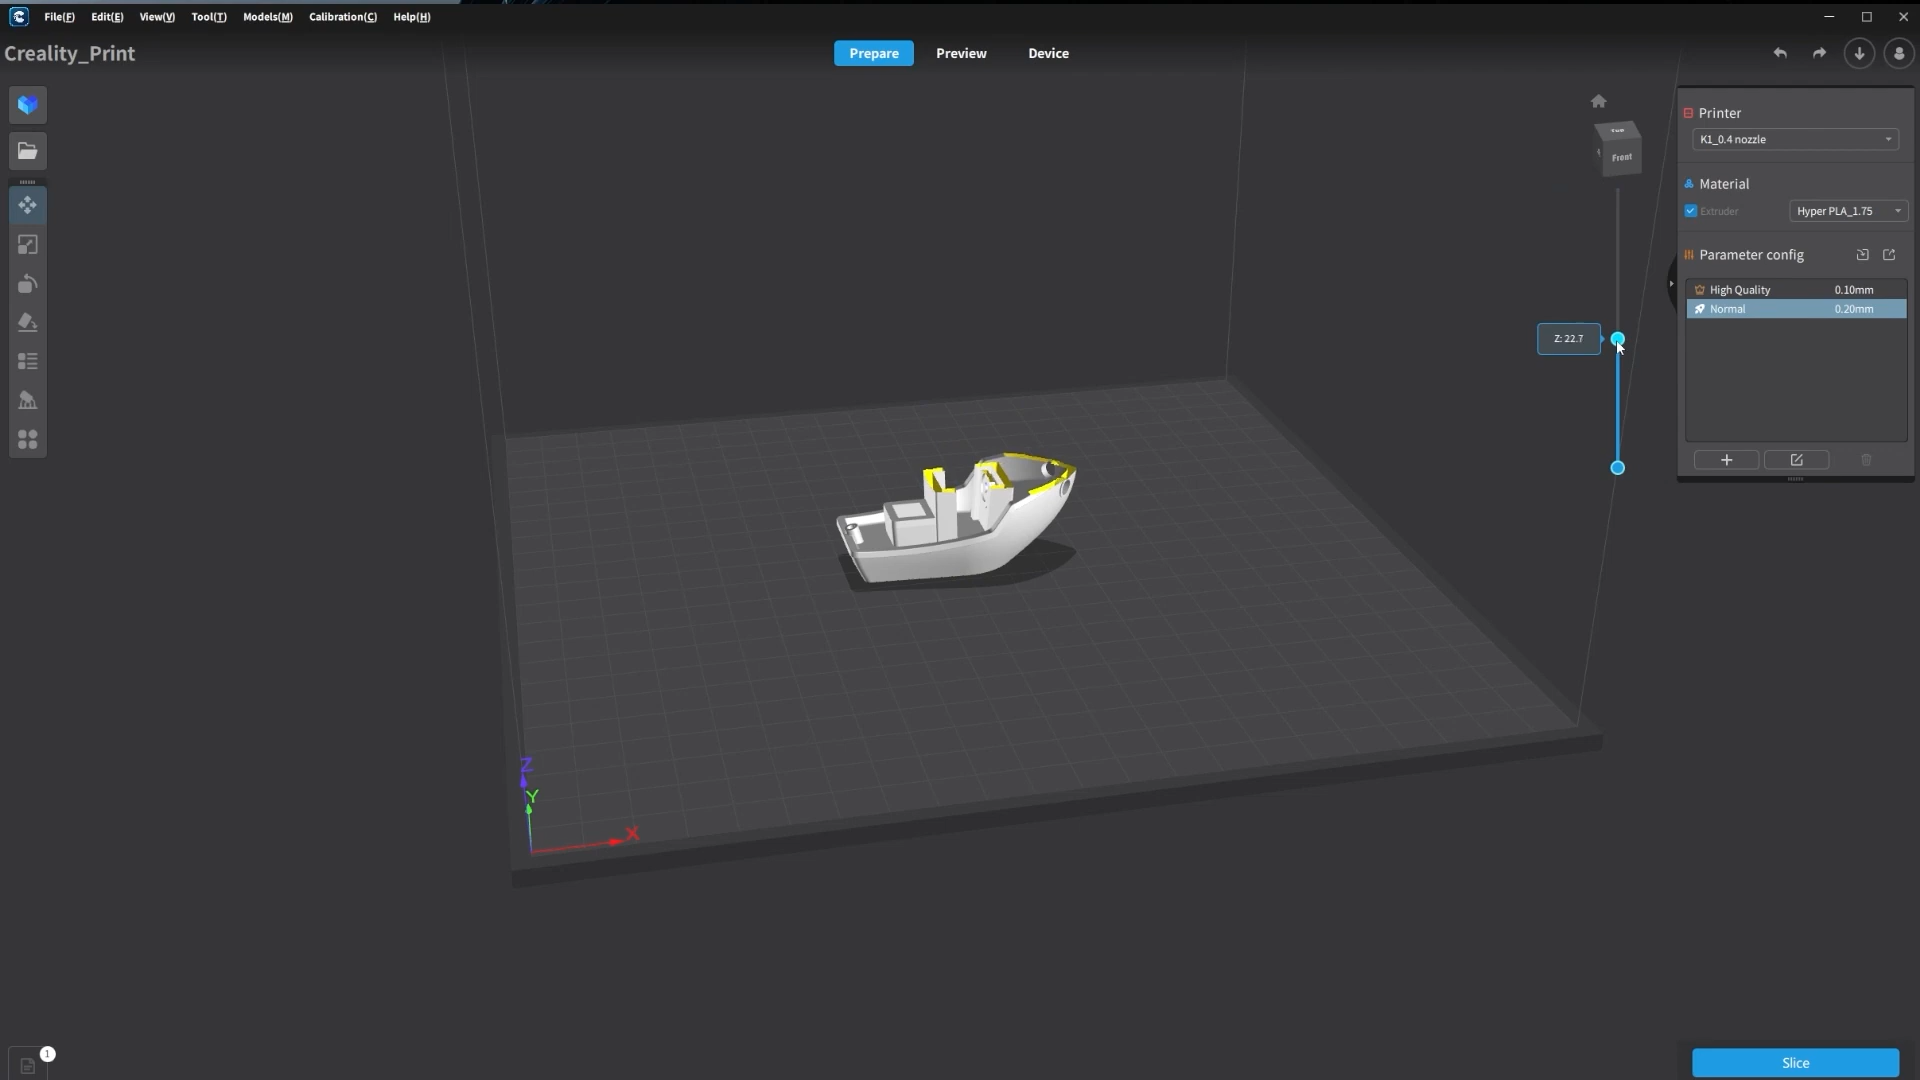 File(F) Edit(E) View(V) Tool(T) Models(M) Calibration(C) Help(H)
Creality_Print
Prepare Preview Device
Top
Front
Printer
K1_0.4 nozzle
Material
Extruder Hyper PLA_1.75
Parameter config
High Quality 0.10mm
Normal 0.20mm
Z: 22.7
Z
Y
X
1
Slice